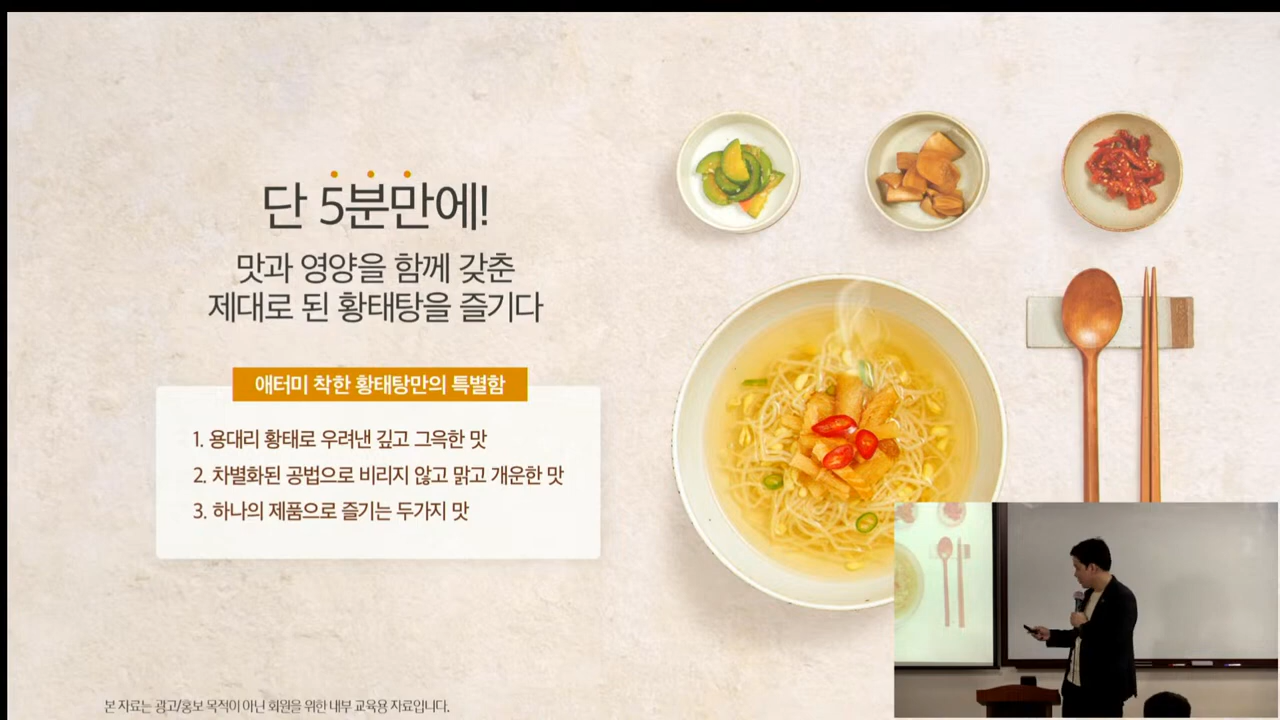 단 5분만에!
맛과 영양을 함께 갖춘
제대로 된 황태탕을 즐기다
애터미 착한 황태탕만의 특별함
1. 용대리 황태로 우려낸 깊고 그윽한 맛
2. 차별화된 공법으로 비리지 않고 맑고 개운한 맛
3. 하나의 제품으로 즐기는 두가지 맛
본 자료는 광고/홍보 목적이 아닌 회원을 위한 내부 교육용 자료입니다.